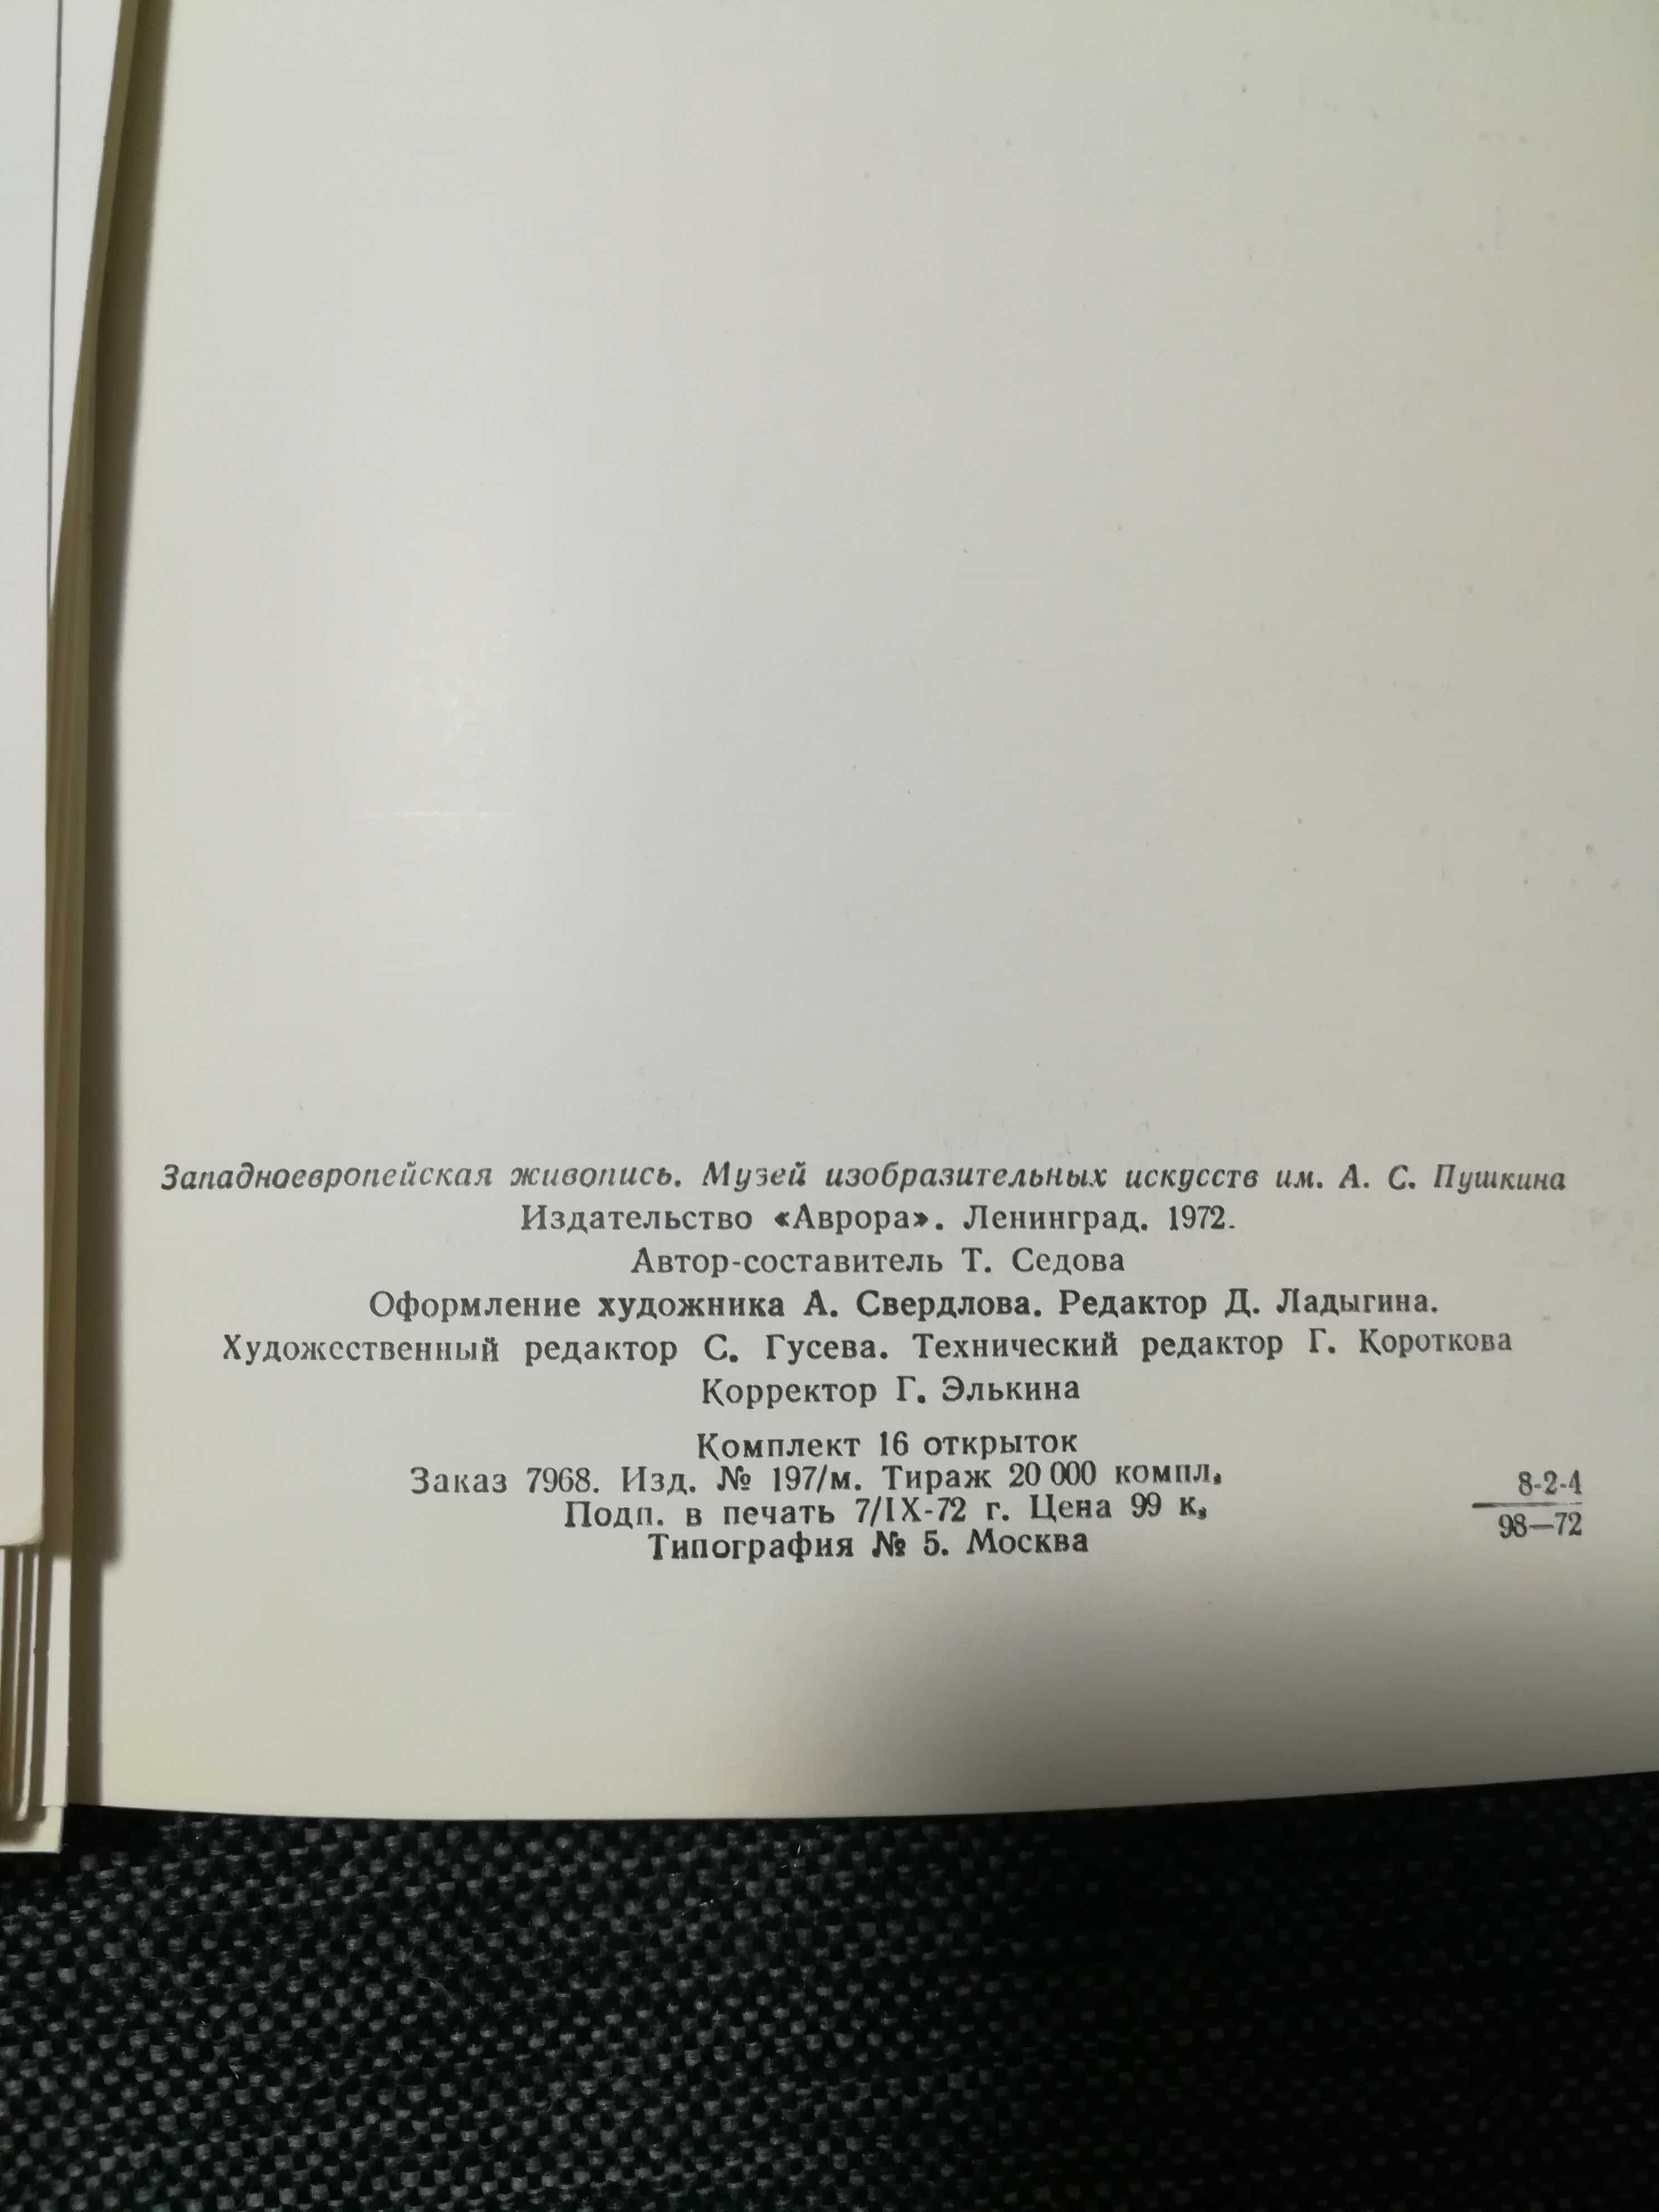 Западноевропейская живопись. Музей изобразительных искусств им. А. С. Пушкина
Издательство «Аврора». Ленинград. 1972.
Автор-составитель Т. Седова
Оформление художника А. Свердлова. Редактор Д. Ладыгина.
Художественный редактор С. Гусева. Технический редактор Г. Короткова
Корректор Г. Элькина
Комплект 16 открыток
Заказ 7968. Изд. № 197/м. Тираж 20 000 компл.
Подп. в печать 7/IX-72 г. Цена 99 к.
Типография № 5. Москва
8-2-4
98—72